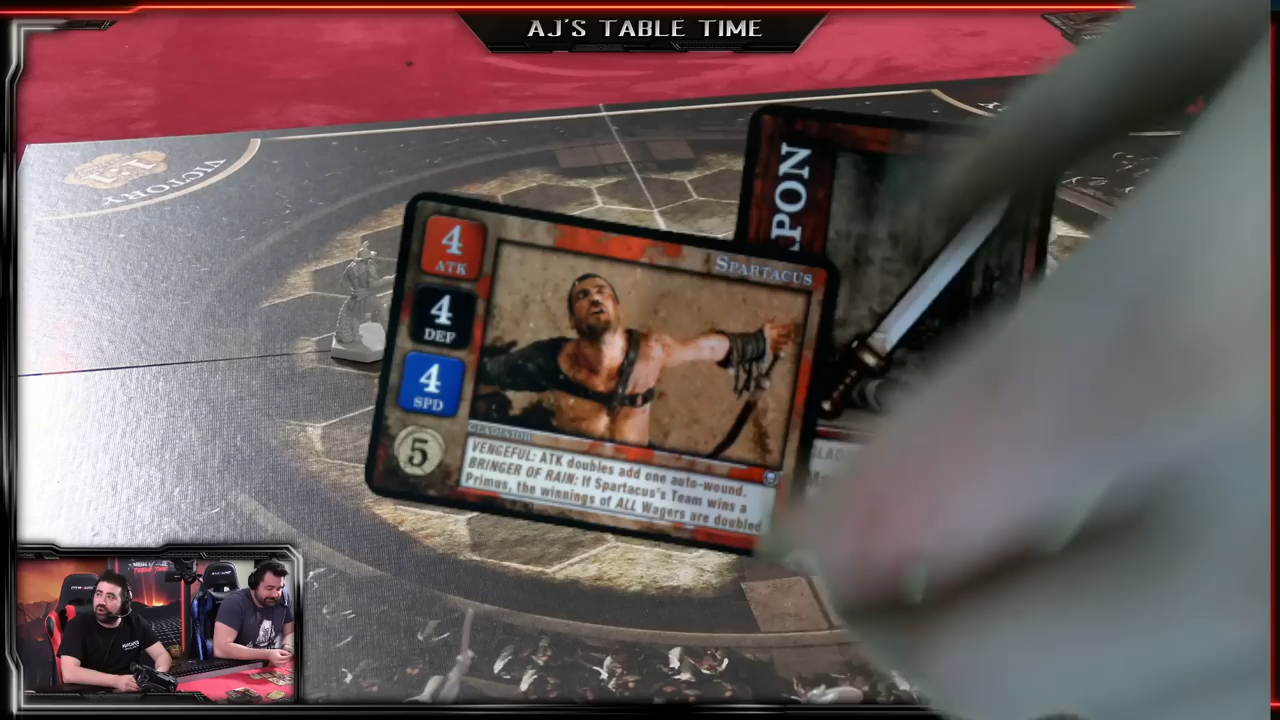 AJ'S TABLE TIME
VICTORY
PON
4
ATK
SPARTACUS
4
DEF
4
SPD
5
GLADIATOR
VENGEFUL: ATK doubles add one auto-wound.
BRINGER OF RAIN: If Spartacus's Team wins a
Primus, the winnings of ALL Wagers are doubled